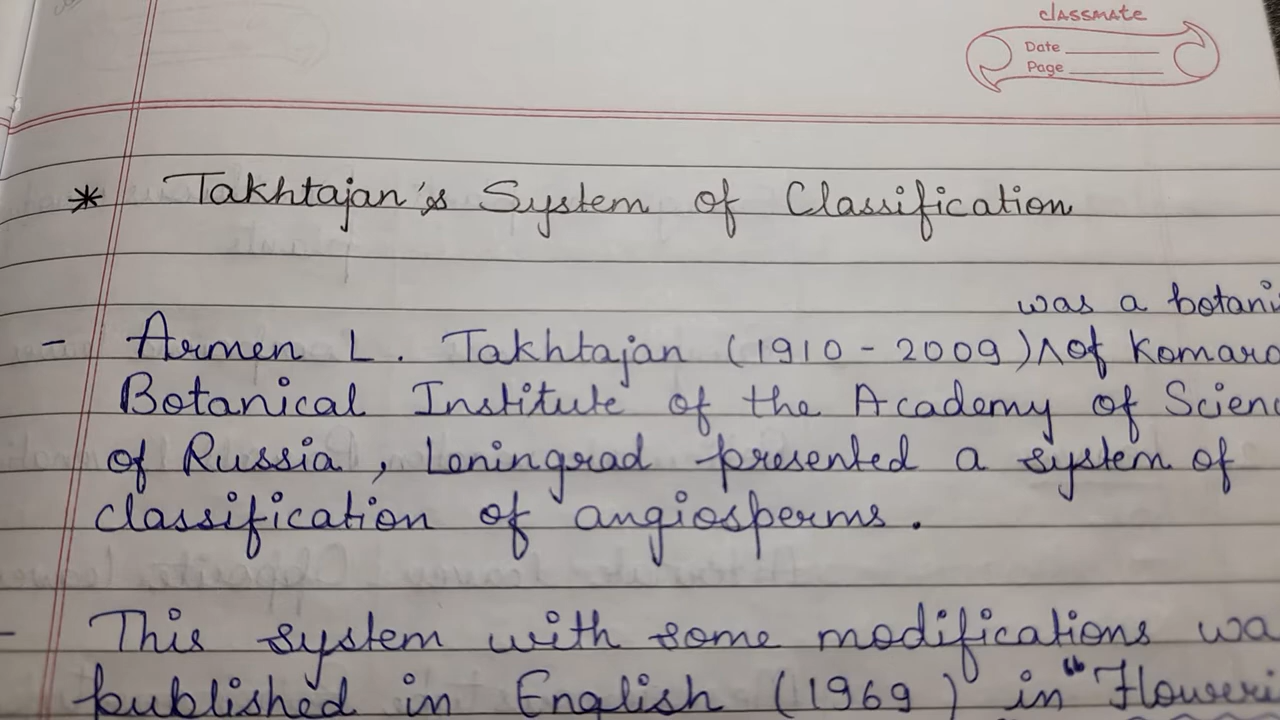 classmate
Date
Page
* Takhtajan's System of Classification
was a botani
- Armen L. Takhtajan (1910 - 2009) ^ of Komaro
Botanical Institute of the Academy of Scienc
of Russia, Leningrad presented a system of
classification of angiosperms.
- This system with some modifications wa
published in English (1969) in "Floweri